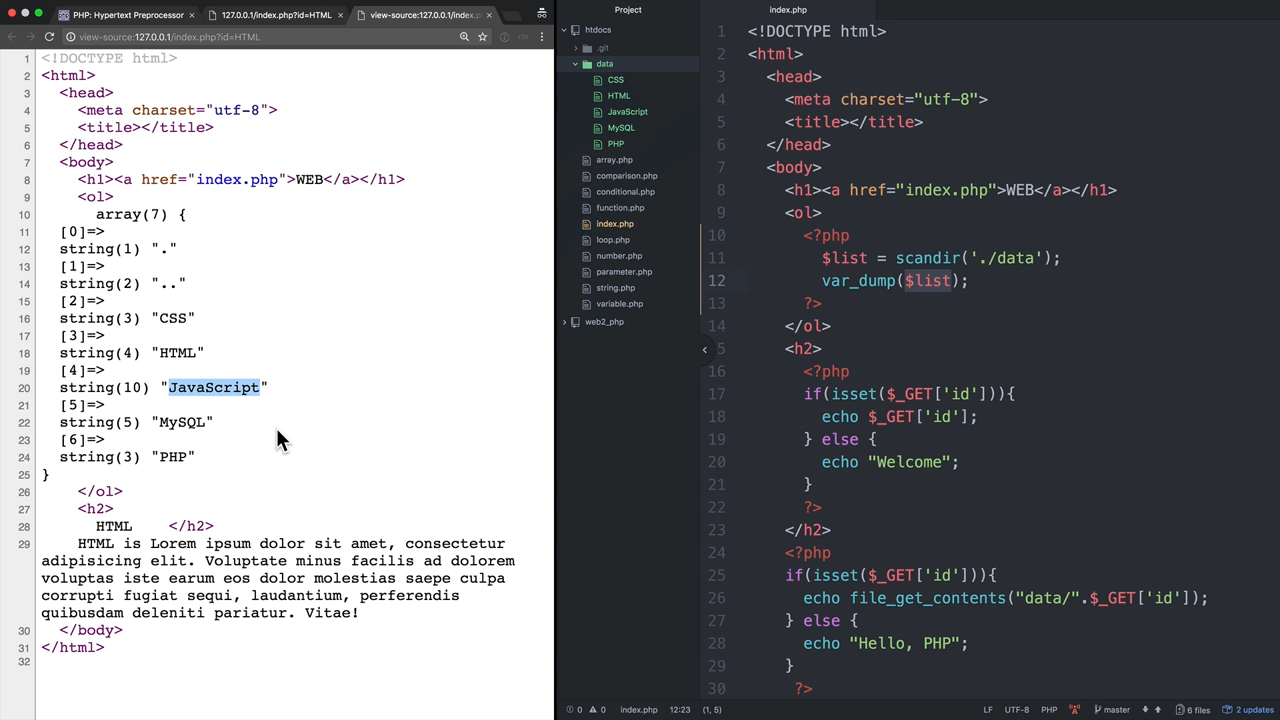 PHP: Hypertext Preprocessor
127.0.0.1/index.php?id=HTML
view-source:127.0.0.1/index.p
view-source:127.0.0.1/index.php?id=HTML
1 <!DOCTYPE html>
2 <html>
3 <head>
4 <meta charset="utf-8">
5 <title></title>
6 </head>
7 <body>
8 <h1><a href="index.php">WEB</a></h1>
9 <ol>
10 array(7) {
11 [0]=>
12 string(1) "."
13 [1]=>
14 string(2) ".."
15 [2]=>
16 string(3) "CSS"
17 [3]=>
18 string(4) "HTML"
19 [4]=>
20 string(10) "JavaScript"
21 [5]=>
22 string(5) "MySQL"
23 [6]=>
24 string(3) "PHP"
25 }
26 </ol>
27 <h2>
28 HTML </h2>
29 HTML is Lorem ipsum dolor sit amet, consectetur
adipisicing elit. Voluptate minus facilis ad dolorem
voluptas iste earum eos dolor molestias saepe culpa
corrupti fugiat sequi, laudantium, perferendis
quibusdam deleniti pariatur. Vitae!
30 </body>
31 </html>
32
Project
htdocs
.git
data
CSS
HTML
JavaScript
MySQL
PHP
array.php
comparison.php
conditional.php
function.php
index.php
loop.php
number.php
parameter.php
string.php
variable.php
web2_php
index.php
1 <!DOCTYPE html>
2 <html>
3 <head>
4 <meta charset="utf-8">
5 <title></title>
6 </head>
7 <body>
8 <h1><a href="index.php">WEB</a></h1>
9 <ol>
10 <?php
11 $list = scandir('./data');
12 var_dump($list);
13 ?>
14 </ol>
5 <h2>
16 <?php
17 if(isset($_GET['id'])){
18 echo $_GET['id'];
19 } else {
20 echo "Welcome";
21 }
22 ?>
23 </h2>
24 <?php
25 if(isset($_GET['id'])){
26 echo file_get_contents("data/".$_GET['id']);
27 } else {
28 echo "Hello, PHP";
29 }
30 ?>
0 0 index.php 12:23 (1, 5)
LF UTF-8 PHP master 6 files 2 updates